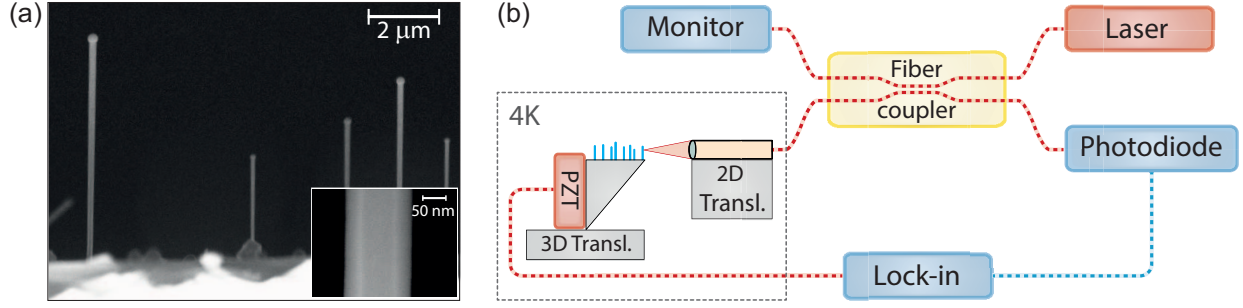 (a)
2 μm
50 nm
(b)
Monitor
Laser
Fiber
coupler
4K
PZT
2D
Transl.
3D Transl.
Photodiode
Lock-in